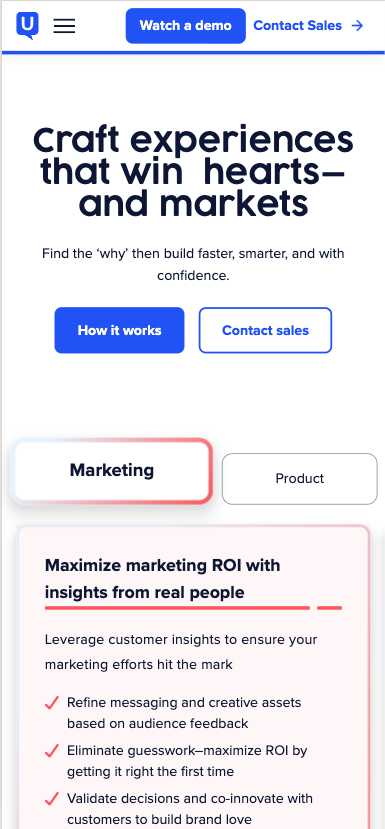 U
Watch a demo
Contact Sales →
Craft experiences
that win hearts—
and markets
Find the ‘why’ then build faster, smarter, and with
confidence.
How it works
Contact sales
Marketing
Product
Maximize marketing ROI with
insights from real people
Leverage customer insights to ensure your
marketing efforts hit the mark
Refine messaging and creative assets
based on audience feedback
Eliminate guesswork—maximize ROI by
getting it right the first time
Validate decisions and co-innovate with
customers to build brand love